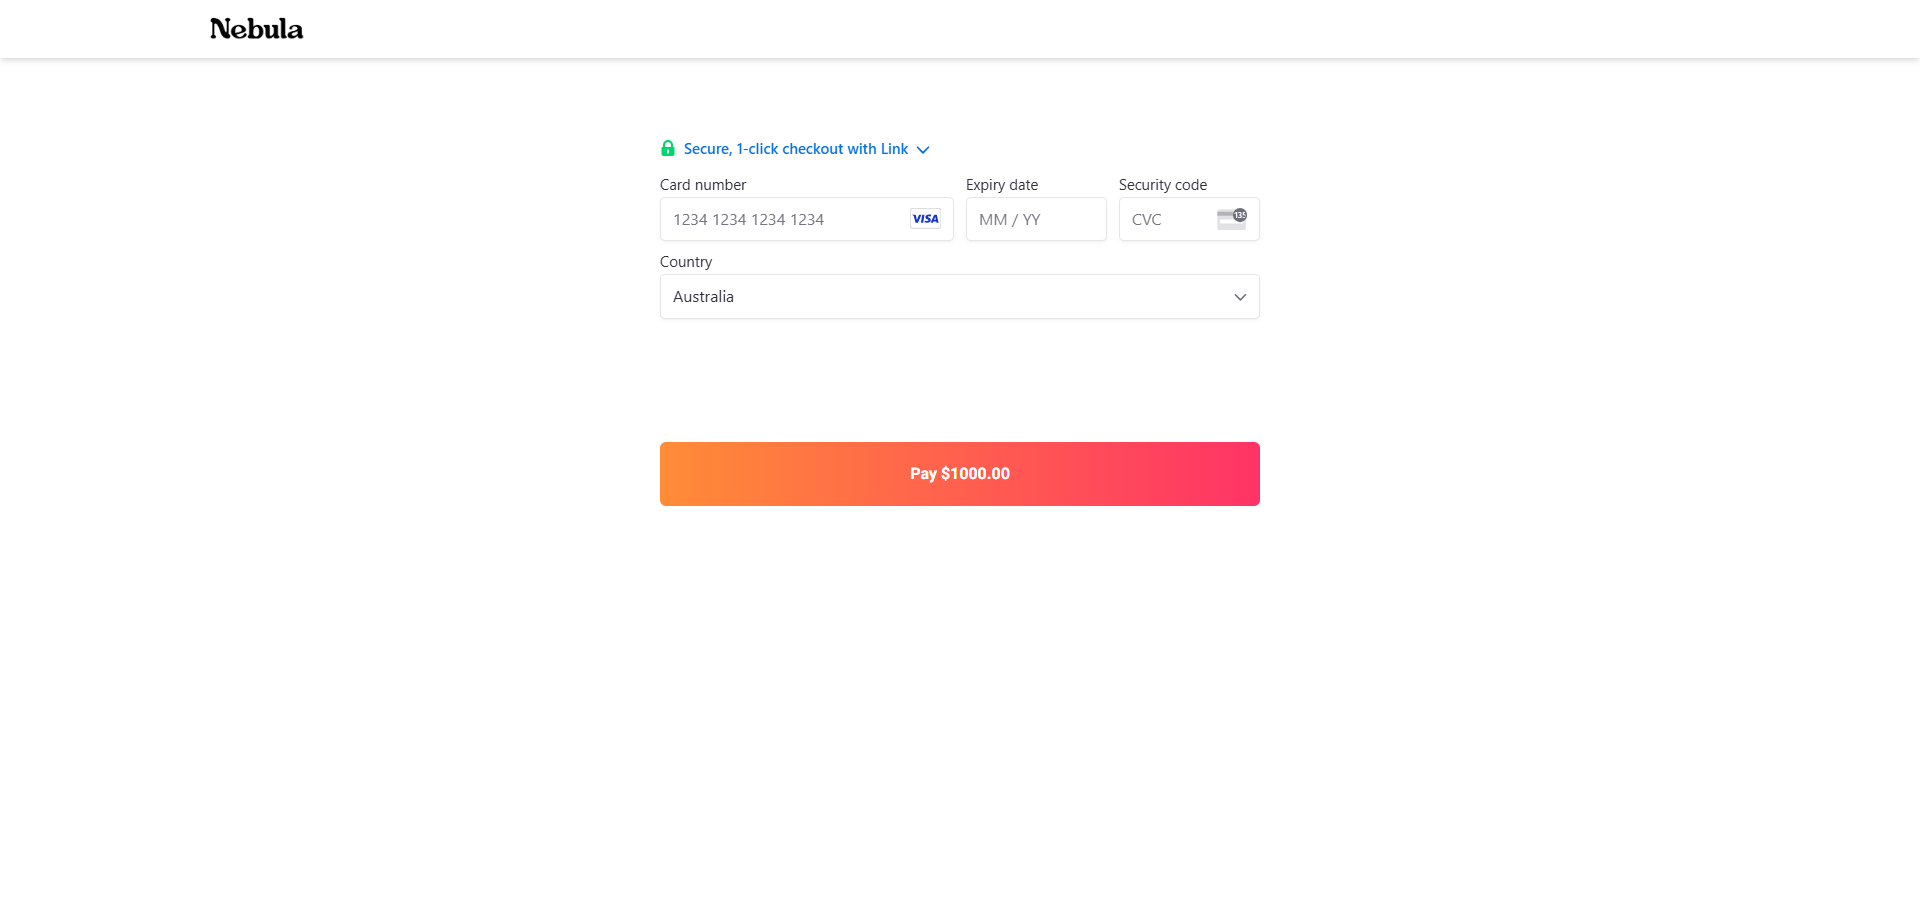 Nebula
Secure, 1-click checkout with Link
Card number
Expiry date
Security code
1234 1234 1234 1234
VISA
MM / YY
CVC
135
Country
Australia
Pay $1000.00